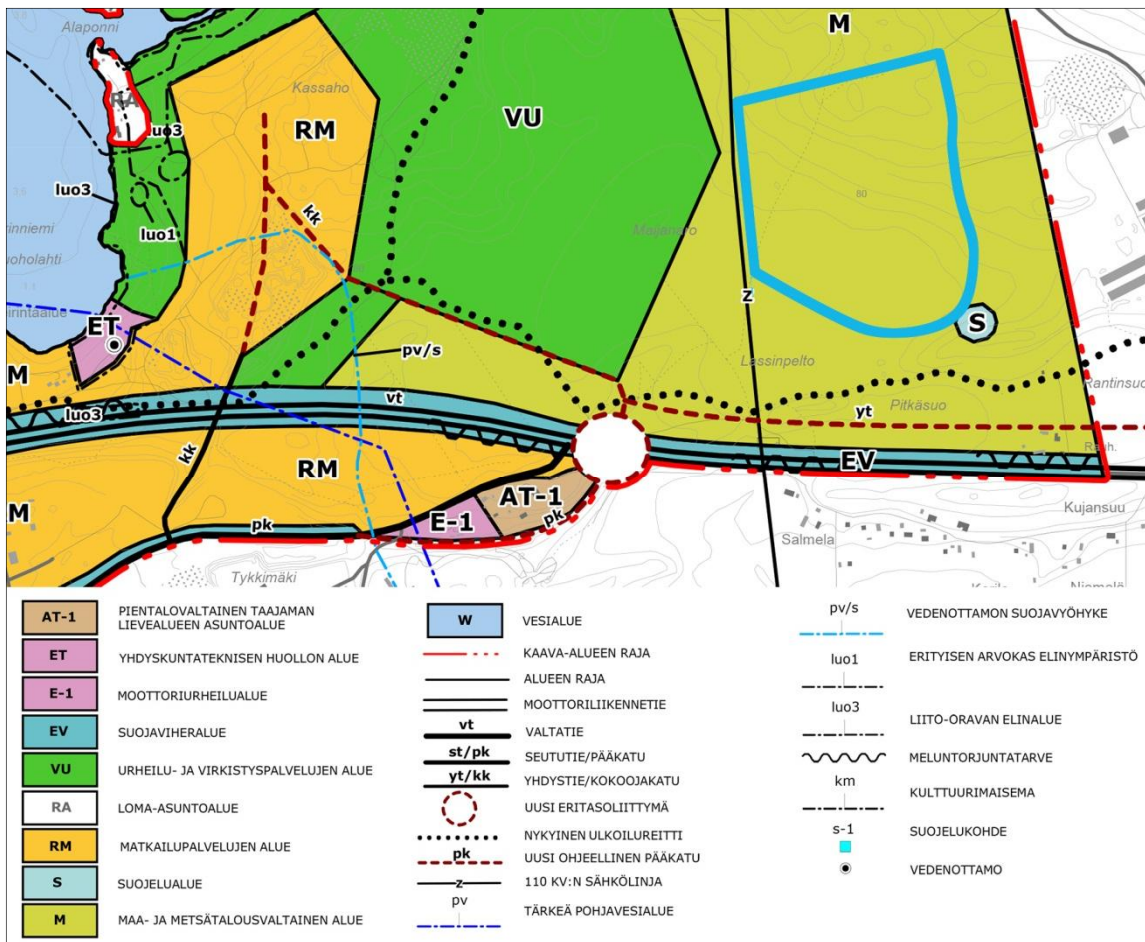 Alaponni
M
Kassaho
RA
RM
VU
luo3
luo3
kk
80
luo1
Maijanaro
z
S
ET
pv/s
Lassinpelto
Rantinsuo
M
vt
Pitkäsuo
yt
luo3
kk
RM
EV
AT-1
M
E-1
pk
pk
Kujansuu
Salmela
Tykkimäki
AT-1
PIENTALOVALTAINEN TAAJAMAN
LIEVEALUEEN ASUNTOALUE
ET
YHDYSKUNTATEKNISEN HUOLLON ALUE
E-1
MOOTTORIURHEILUALUE
EV
SUOJAVIHERALUE
VU
URHEILU- JA VIRKISTYSPALVELUJEN ALUE
RA
LOMA-ASUNTOALUE
RM
MATKAILUPALVELUJEN ALUE
S
SUOJELUALUE
M
MAA- JA METSÄTALOUSVALTAINEN ALUE
W
VESIALUE
KAAVA-ALUEEN RAJA
ALUEEN RAJA
MOOTTORILIIKENNETIE
vt
VALTATIE
st/pk
SEUTUTIE/PÄÄKATU
yt/kk
YHDYSTIE/KOKOOJAKATU
UUSI ERITASOLIITTYMÄ
NYKYINEN ULKOILUREITTI
pk
UUSI OHJEELLINEN PÄÄKATU
z
110 KV:N SÄHKÖLINJA
pv
TÄRKEÄ POHJAVESIALUE
pv/s
VEDENOTTAMON SUOJAVYÖHYKE
luo1
ERITYISEN ARVOKAS ELINYMPÄRISTÖ
luo3
LIITO-ORAVAN ELINALUE
MELUNTORJUNTATARVE
km
KULTTUURIMAISEMA
s-1
SUOJELUKOHDE
VEDENOTTAMO